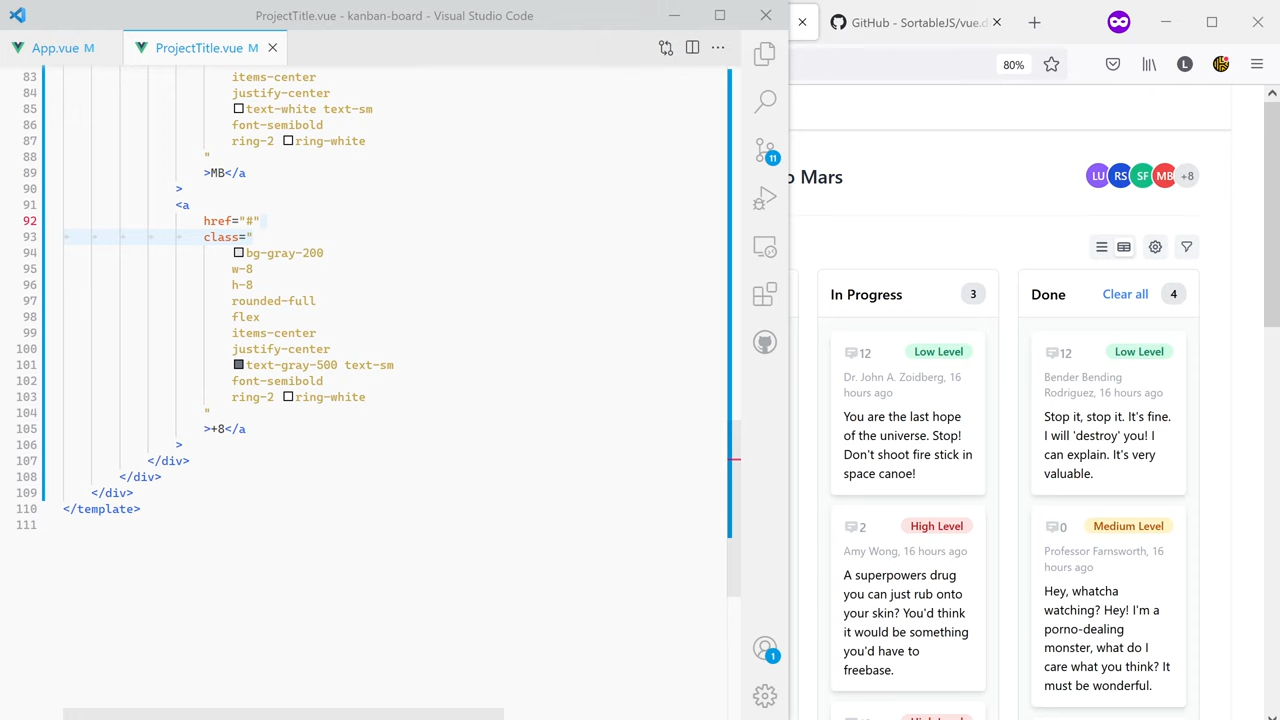 ProjectTitle.vue - kanban-board - Visual Studio Code
App.vue M
ProjectTitle.vue M
83 items-center
84 justify-center
85 text-white text-sm
86 font-semibold
87 ring-2 ring-white
88 "
89 >MB</a
90 >
91 <a
92 href="#"
93 class="
94 bg-gray-200
95 w-8
96 h-8
97 rounded-full
98 flex
99 items-center
100 justify-center
101 text-gray-500 text-sm
102 font-semibold
103 ring-2 ring-white
104 "
105 >+8</a
106 >
107 </div>
108 </div>
109 </div>
110 </template>
111
11
1
GitHub - SortableJS/vue.d
80%
L
o Mars
LU RS SF MB +8
In Progress 3
12 Low Level
Dr. John A. Zoidberg, 16
hours ago
You are the last hope
of the universe. Stop!
Don't shoot fire stick in
space canoe!
2 High Level
Amy Wong, 16 hours ago
A superpowers drug
you can just rub onto
your skin? You'd think
it would be something
you'd have to
freebase.
High Level
Done Clear all 4
12 Low Level
Bender Bending
Rodriguez, 16 hours ago
Stop it, stop it. It's fine.
I will 'destroy' you! I
can explain. It's very
valuable.
0 Medium Level
Professor Farnsworth, 16
hours ago
Hey, whatcha
watching? Hey! I'm a
porno-dealing
monster, what do I
care what you think? It
must be wonderful.